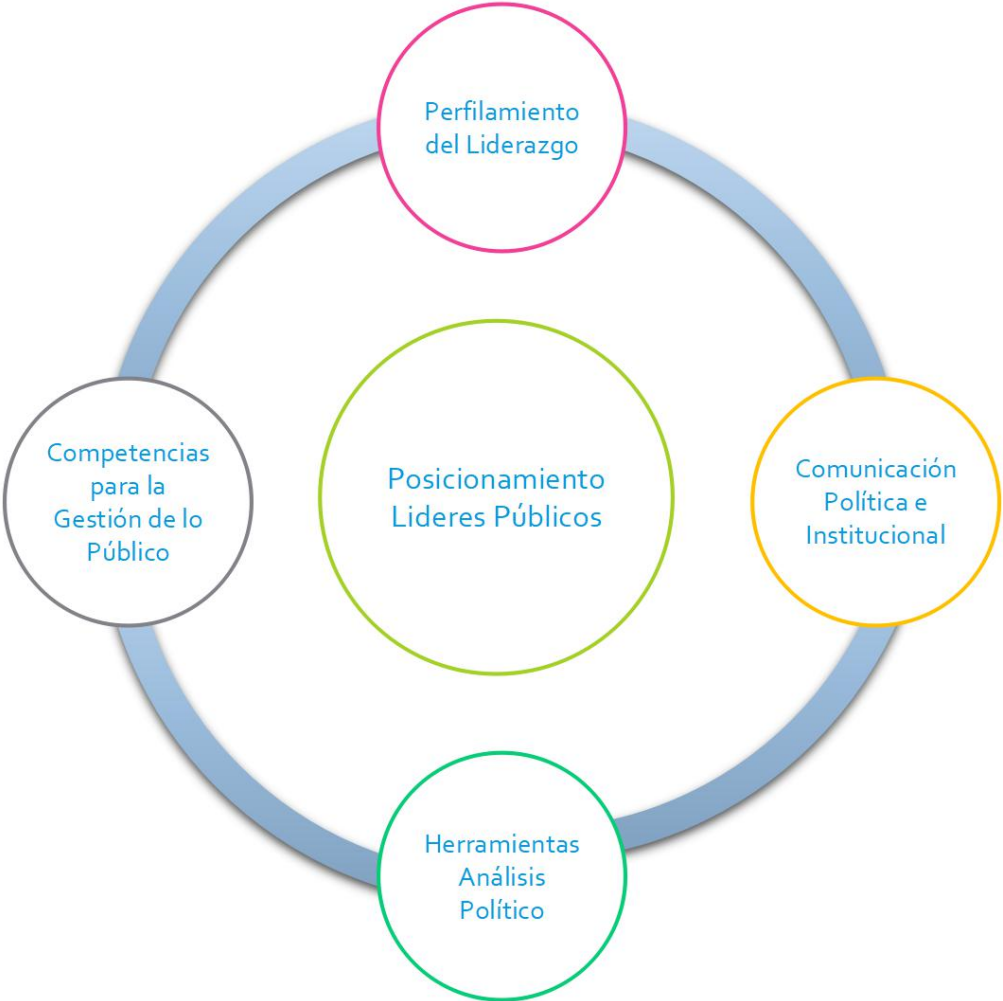 Perfilamiento
del Liderazgo
Competencias
para la
Gestión de lo
Público
Posicionamiento
Lideres Públicos
Comunicación
Política e
Institucional
Herramientas
Análisis
Político